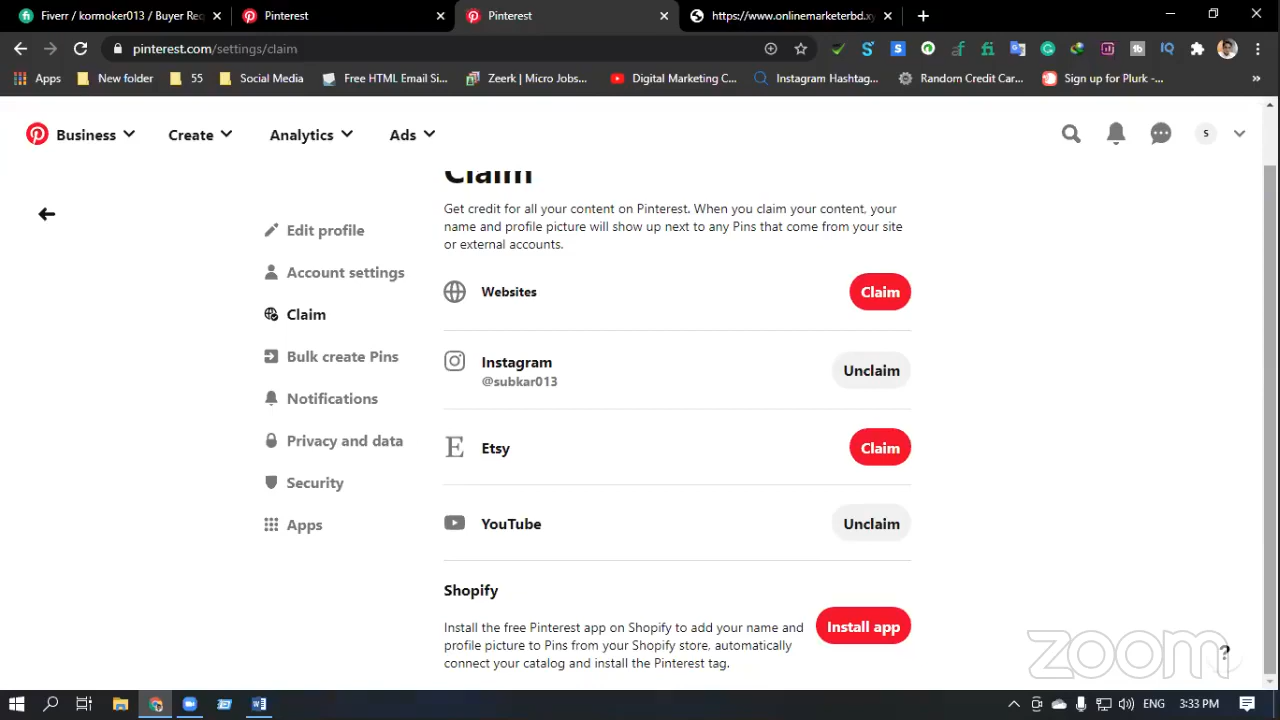 Fiverr / kormoker013 / Buyer Req
Pinterest
Pinterest
https://www.onlinemarketerbd.xy
pinterest.com/settings/claim
Apps
New folder
55
Social Media
Free HTML Email Si...
Zeerk | Micro Jobs...
Digital Marketing C...
Instagram Hashtag...
Random Credit Car...
Sign up for Plurk -...
Business
Create
Analytics
Ads
S
Claim
Get credit for all your content on Pinterest. When you claim your content, your
name and profile picture will show up next to any Pins that come from your site
or external accounts.
Edit profile
Account settings
Claim
Bulk create Pins
Notifications
Privacy and data
Security
Apps
Websites
Claim
Instagram
@subkar013
Unclaim
Etsy
Claim
YouTube
Unclaim
Shopify
Install the free Pinterest app on Shopify to add your name and
profile picture to Pins from your Shopify store, automatically
connect your catalog and install the Pinterest tag.
Install app
zoom
?
ENG
3:33 PM